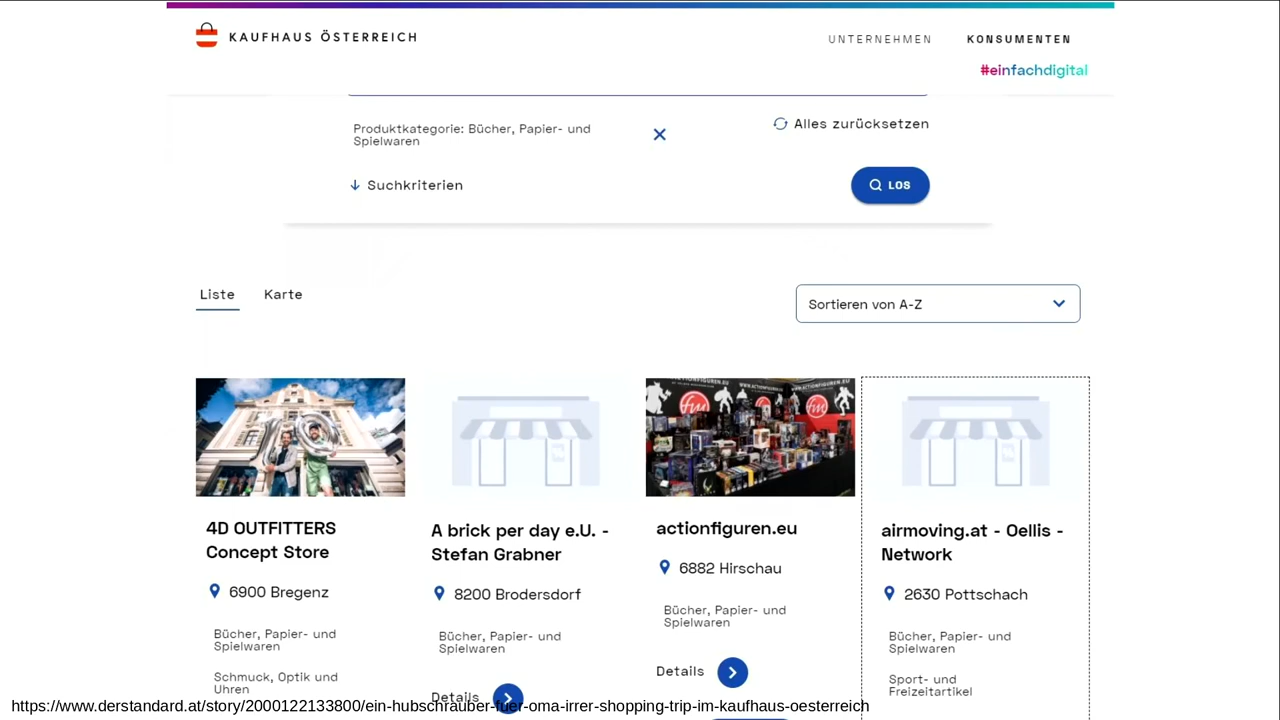 KAUFHAUS ÖSTERREICH
UNTERNEHMEN
KONSUMENTEN
#einfachdigital
Produktkategorie: Bücher, Papier- und
Spielwaren
Alles zurücksetzen
Suchkriterien
LOS
Liste
Karte
Sortieren von A-Z
4D OUTFITTERS
Concept Store
6900 Bregenz
Bücher, Papier- und
Spielwaren
Schmuck, Optik und
Uhren
A brick per day e.U. -
Stefan Grabner
8200 Brodersdorf
Bücher, Papier- und
Spielwaren
Details
actionfiguren.eu
6882 Hirschau
Bücher, Papier- und
Spielwaren
Details
airmoving.at - Oellis -
Network
2630 Pottschach
Bücher, Papier- und
Spielwaren
Sport- und
Freizeitartikel
https://www.derstandard.at/story/2000122133800/ein-hubschrauber-fuer-oma-irrer-shopping-trip-im-kaufhaus-oesterreich